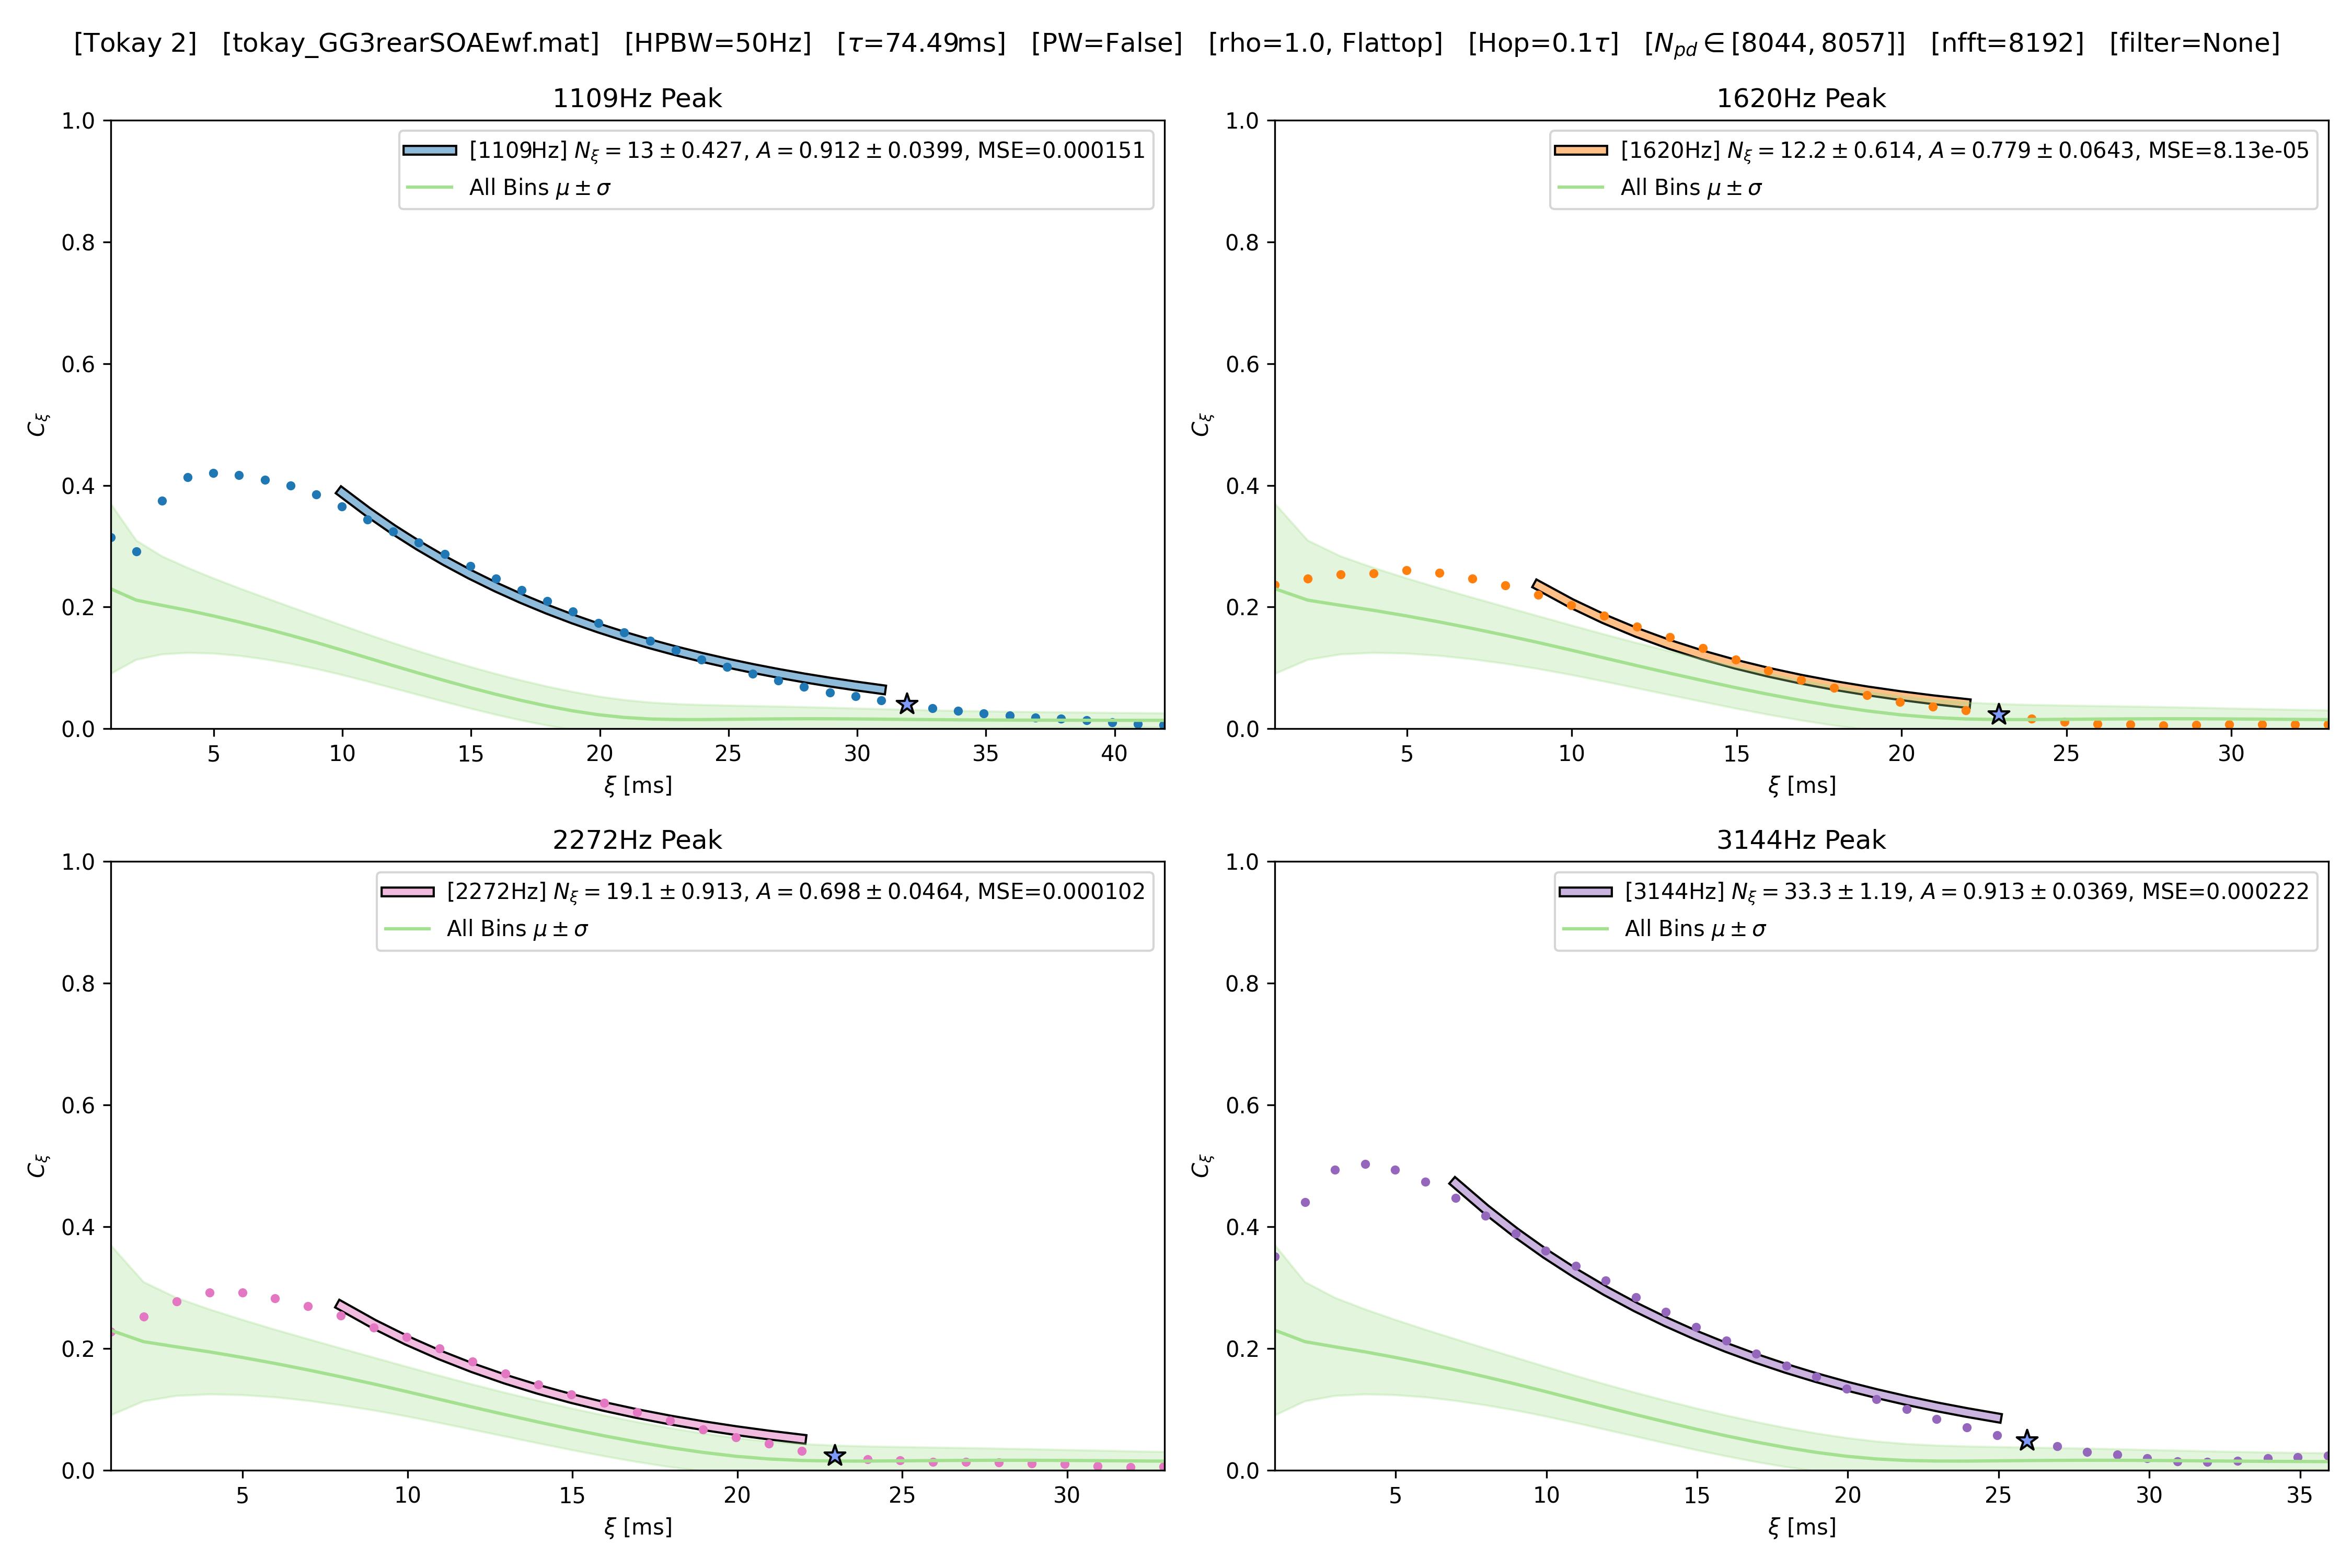 [Tokay 2] [tokay_GG3rearSOAEwf.mat] [HPBW=50Hz] [τ=74.49ms] [PW=False] [rho=1.0, Flattop] [Hop=0.1τ] [N_pd ∈ [8044, 8057]] [nfft=8192] [filter=None]
1109Hz Peak
[1109Hz] N_ξ = 13 ± 0.427, A = 0.912 ± 0.0399, MSE=0.000151
All Bins μ ± σ
1.0
0.8
0.6
0.4
0.2
0.0
C_ξ
5 10 15 20 25 30 35 40
ξ [ms]
1620Hz Peak
[1620Hz] N_ξ = 12.2 ± 0.614, A = 0.779 ± 0.0643, MSE=8.13e-05
All Bins μ ± σ
1.0
0.8
0.6
0.4
0.2
0.0
C_ξ
5 10 15 20 25 30
ξ [ms]
2272Hz Peak
[2272Hz] N_ξ = 19.1 ± 0.913, A = 0.698 ± 0.0464, MSE=0.000102
All Bins μ ± σ
1.0
0.8
0.6
0.4
0.2
0.0
C_ξ
5 10 15 20 25 30
ξ [ms]
3144Hz Peak
[3144Hz] N_ξ = 33.3 ± 1.19, A = 0.913 ± 0.0369, MSE=0.000222
All Bins μ ± σ
1.0
0.8
0.6
0.4
0.2
0.0
C_ξ
5 10 15 20 25 30 35
ξ [ms]